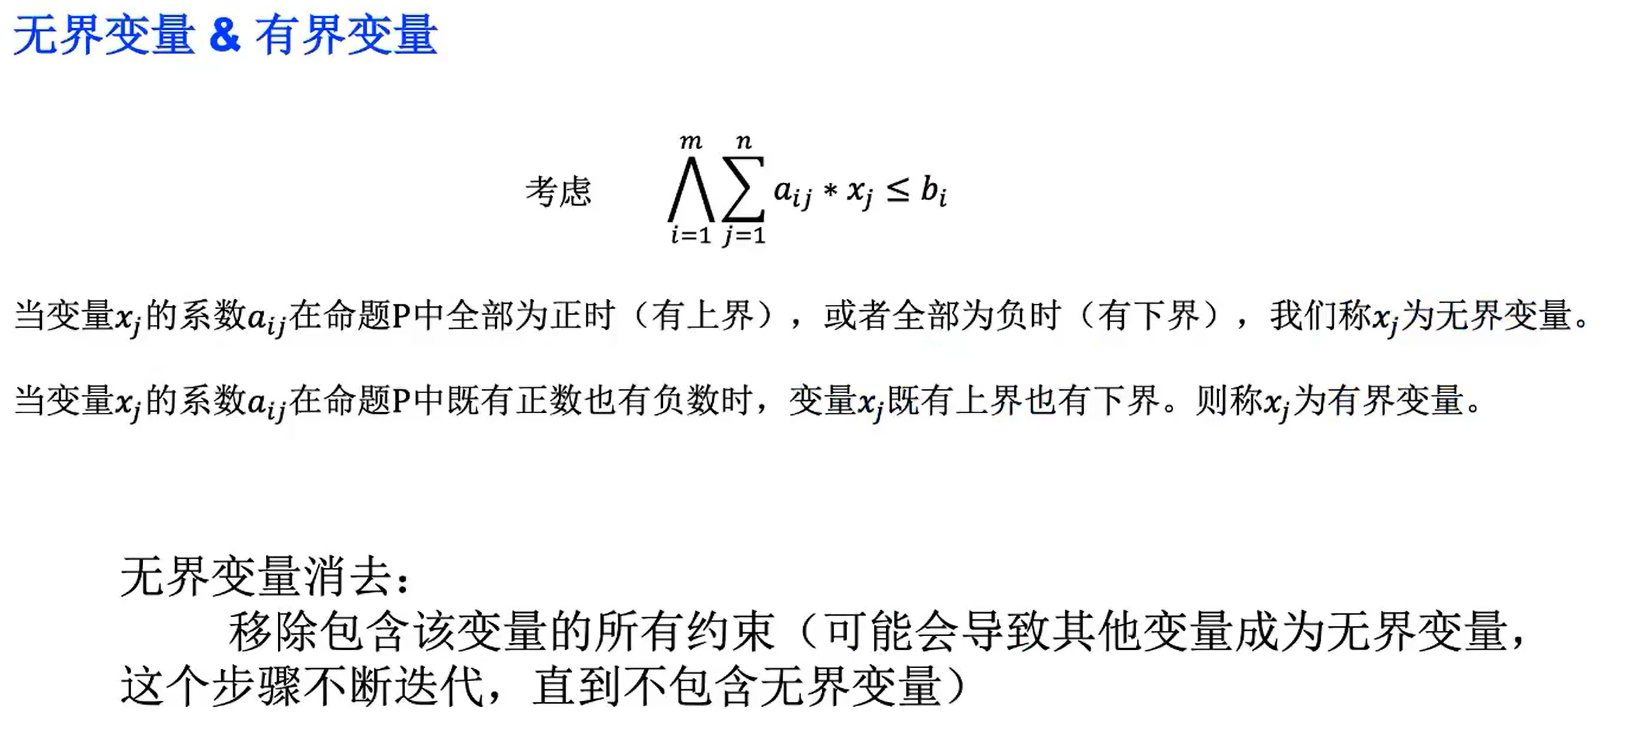 无界变量 & 有界变量
考虑 $\bigwedge_{i=1}^{m}\sum_{j=1}^{n} a_{ij} * x_j \leq b_i$
当变量$x_j$的系数$a_{ij}$在命题P中全部为正时（有上界），或者全部为负时（有下界），我们称$x_j$为无界变量。
当变量$x_j$的系数$a_{ij}$在命题P中既有正数也有负数时，变量$x_j$既有上界也有下界。则称$x_j$为有界变量。
无界变量消去：
移除包含该变量的所有约束（可能会导致其他变量成为无界变量，
这个步骤不断迭代，直到不包含无界变量）